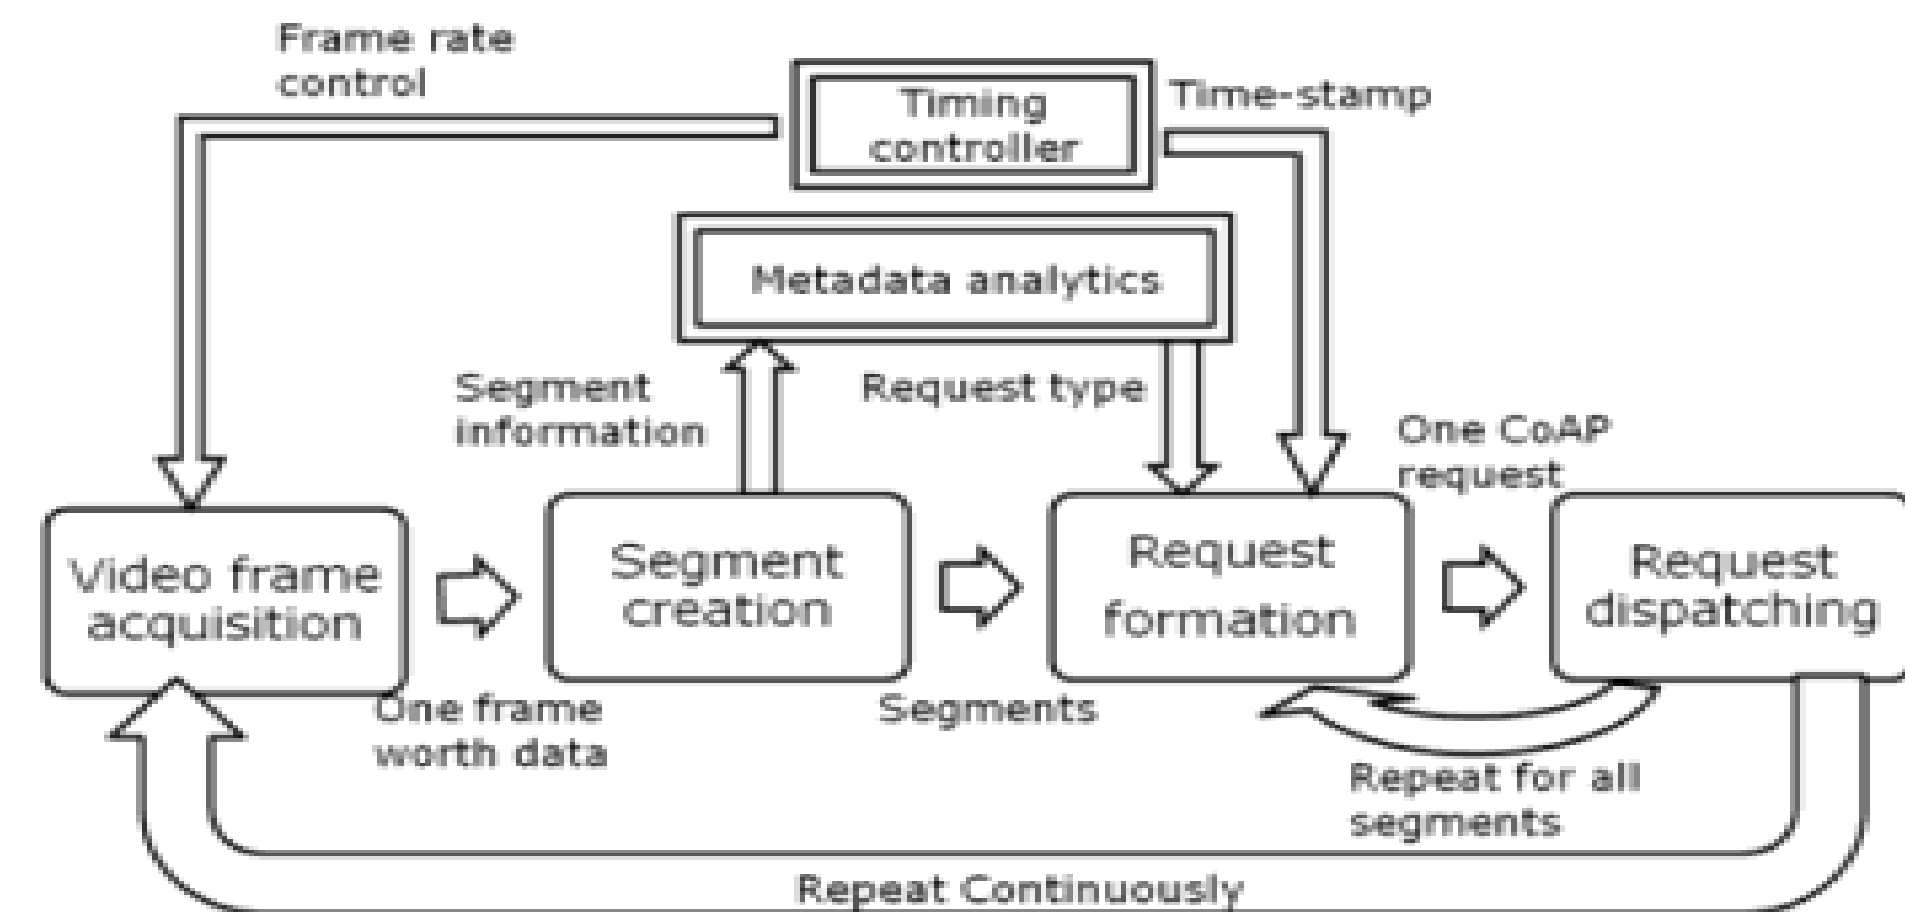 Frame rate
control
Timing
controller
Time-stamp
Metadata analytics
Segment
information
Request type
One CoAP
request
Video frame
acquisition
Segment
creation
Request
formation
Request
dispatching
One frame
worth data
Segments
Repeat for all
segments
Repeat Continuously